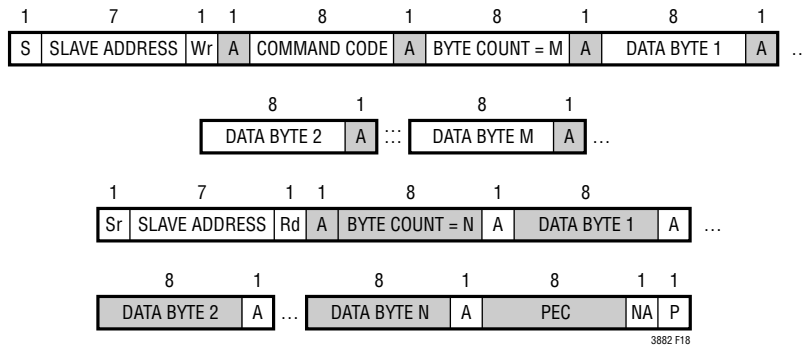 1 7 1 1 8 1 8 1 8 1
S SLAVE ADDRESS Wr A COMMAND CODE A BYTE COUNT = M A DATA BYTE 1 A …
8 1 8 1
DATA BYTE 2 A … DATA BYTE M A …
1 7 1 1 8 1 8 1
Sr SLAVE ADDRESS Rd A BYTE COUNT = N A DATA BYTE 1 A …
8 1 8 1 8 1 1
DATA BYTE 2 A … DATA BYTE N A PEC NA P
3882 F18